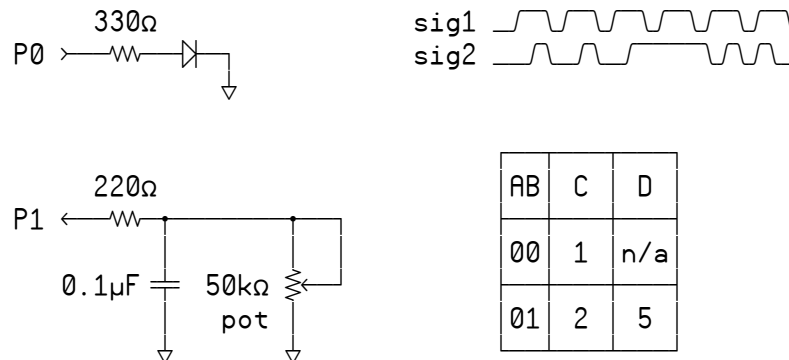 330Ω
P0
sig1
sig2
220Ω
P1
0.1µF
50kΩ
pot
AB C D
00 1 n/a
01 2 5